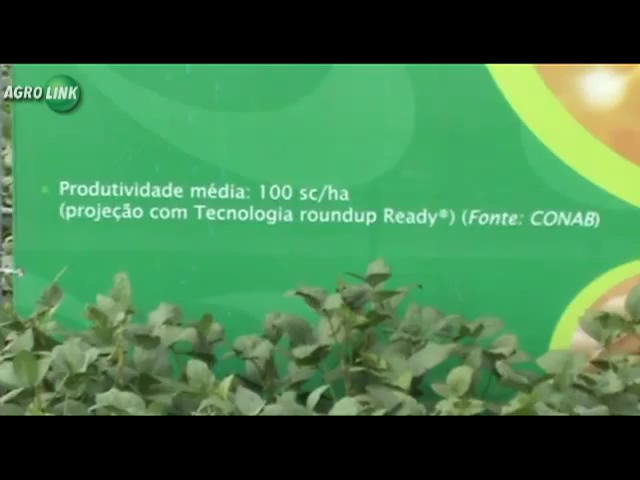 AGRO LINK
Produtividade média: 100 sc/ha
(projeção com Tecnologia roundup Ready®) (Fonte: CONAB)